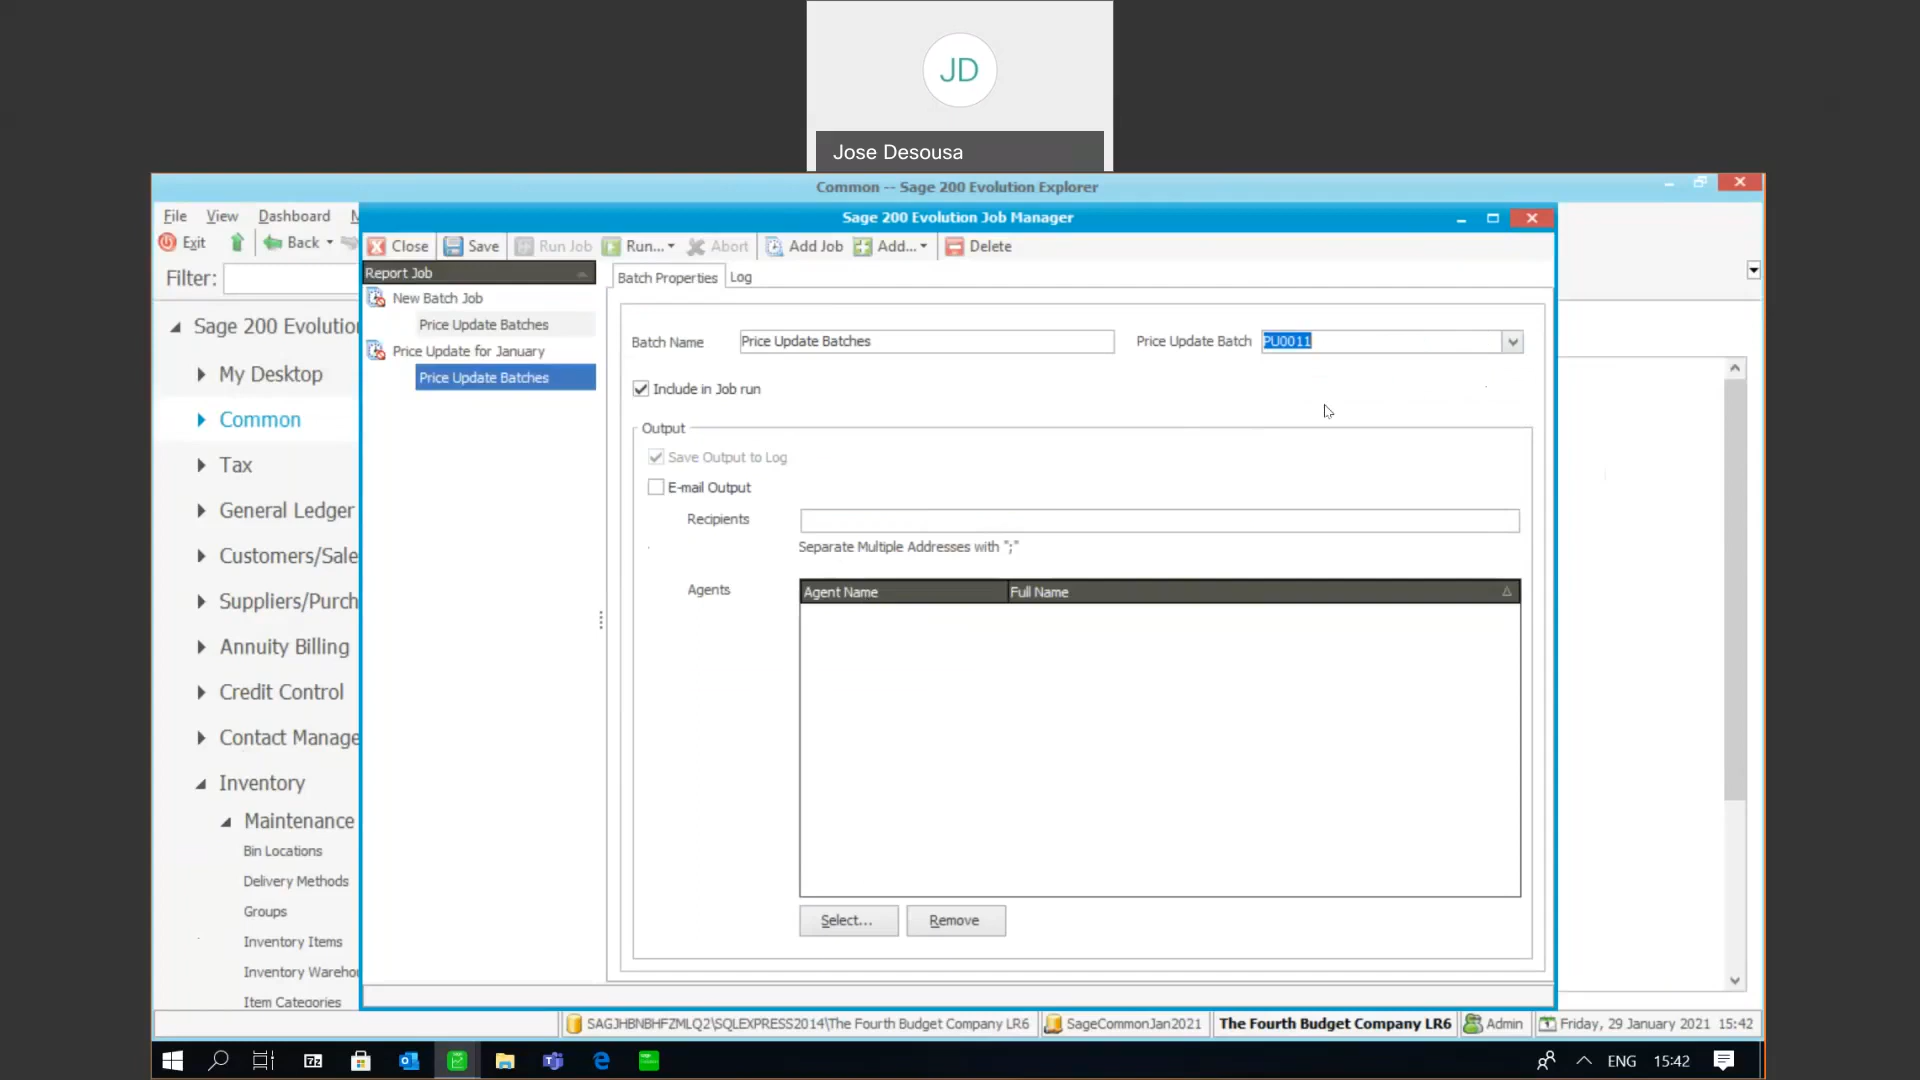 JD
Jose Desousa
Common -- Sage 200 Evolution Explorer
File View Dashboard
Sage 200 Evolution Job Manager
Exit Back
Close Save Run Job Run... Abort Add Job Add... Delete
Filter:
Report Job
Batch Properties Log
New Batch Job
Price Update Batches
Price Update for January
Price Update Batches
Batch Name Price Update Batches Price Update Batch PU0011
Include in Job run
Output
Save Output to Log
E-mail Output
Recipients
Separate Multiple Addresses with ";"
Agents Agent Name Full Name
Select... Remove
Sage 200 Evolutio
My Desktop
Common
Tax
General Ledger
Customers/Sale
Suppliers/Purch
Annuity Billing
Credit Control
Contact Manage
Inventory
Maintenance
Bin Locations
Delivery Methods
Groups
Inventory Items
Inventory Wareho
Item Categories
SAGJHBNBHFZMLQ2\SQLEXPRESS2014\The Fourth Budget Company LR6 SageCommonJan2021 The Fourth Budget Company LR6 Admin Friday, 29 January 2021 15:42
ENG 15:42